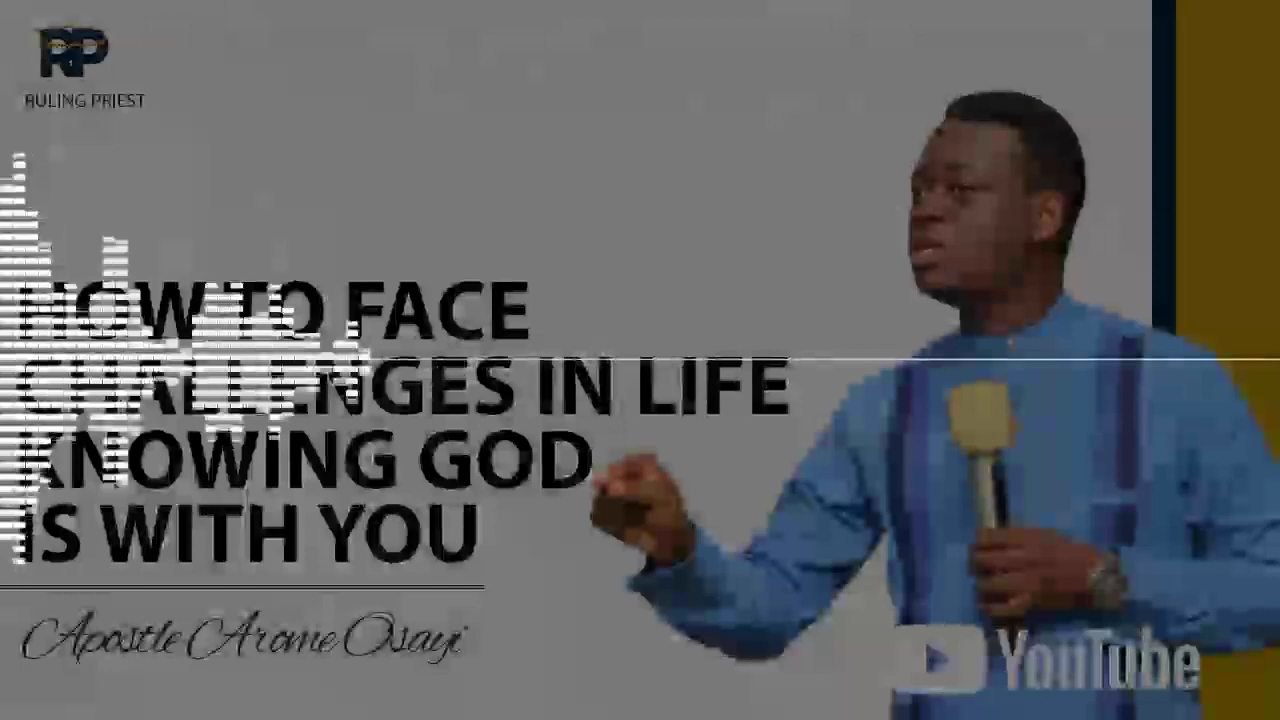 RP
RULING PRIEST
HOW TO FACE
CHALLENGES IN LIFE
KNOWING GOD
IS WITH YOU
Apostle Arome Osayi
YouTube